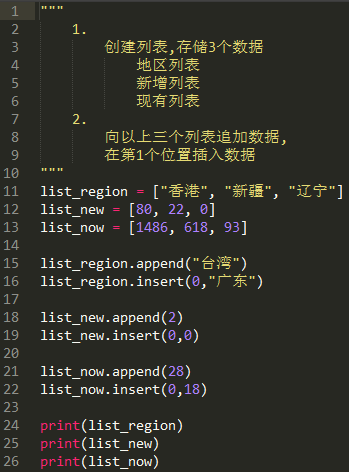 1 """
2     1.
3         创建列表,存储3个数据
4             地区列表
5             新增列表
6             现有列表
7     2.
8         向以上三个列表追加数据,
9         在第1个位置插入数据
10 """
11 list_region = ["香港", "新疆", "辽宁"]
12 list_new = [80, 22, 0]
13 list_now = [1486, 618, 93]
14
15 list_region.append("台湾")
16 list_region.insert(0,"广东")
17
18 list_new.append(2)
19 list_new.insert(0,0)
20
21 list_now.append(28)
22 list_now.insert(0,18)
23
24 print(list_region)
25 print(list_new)
26 print(list_now)